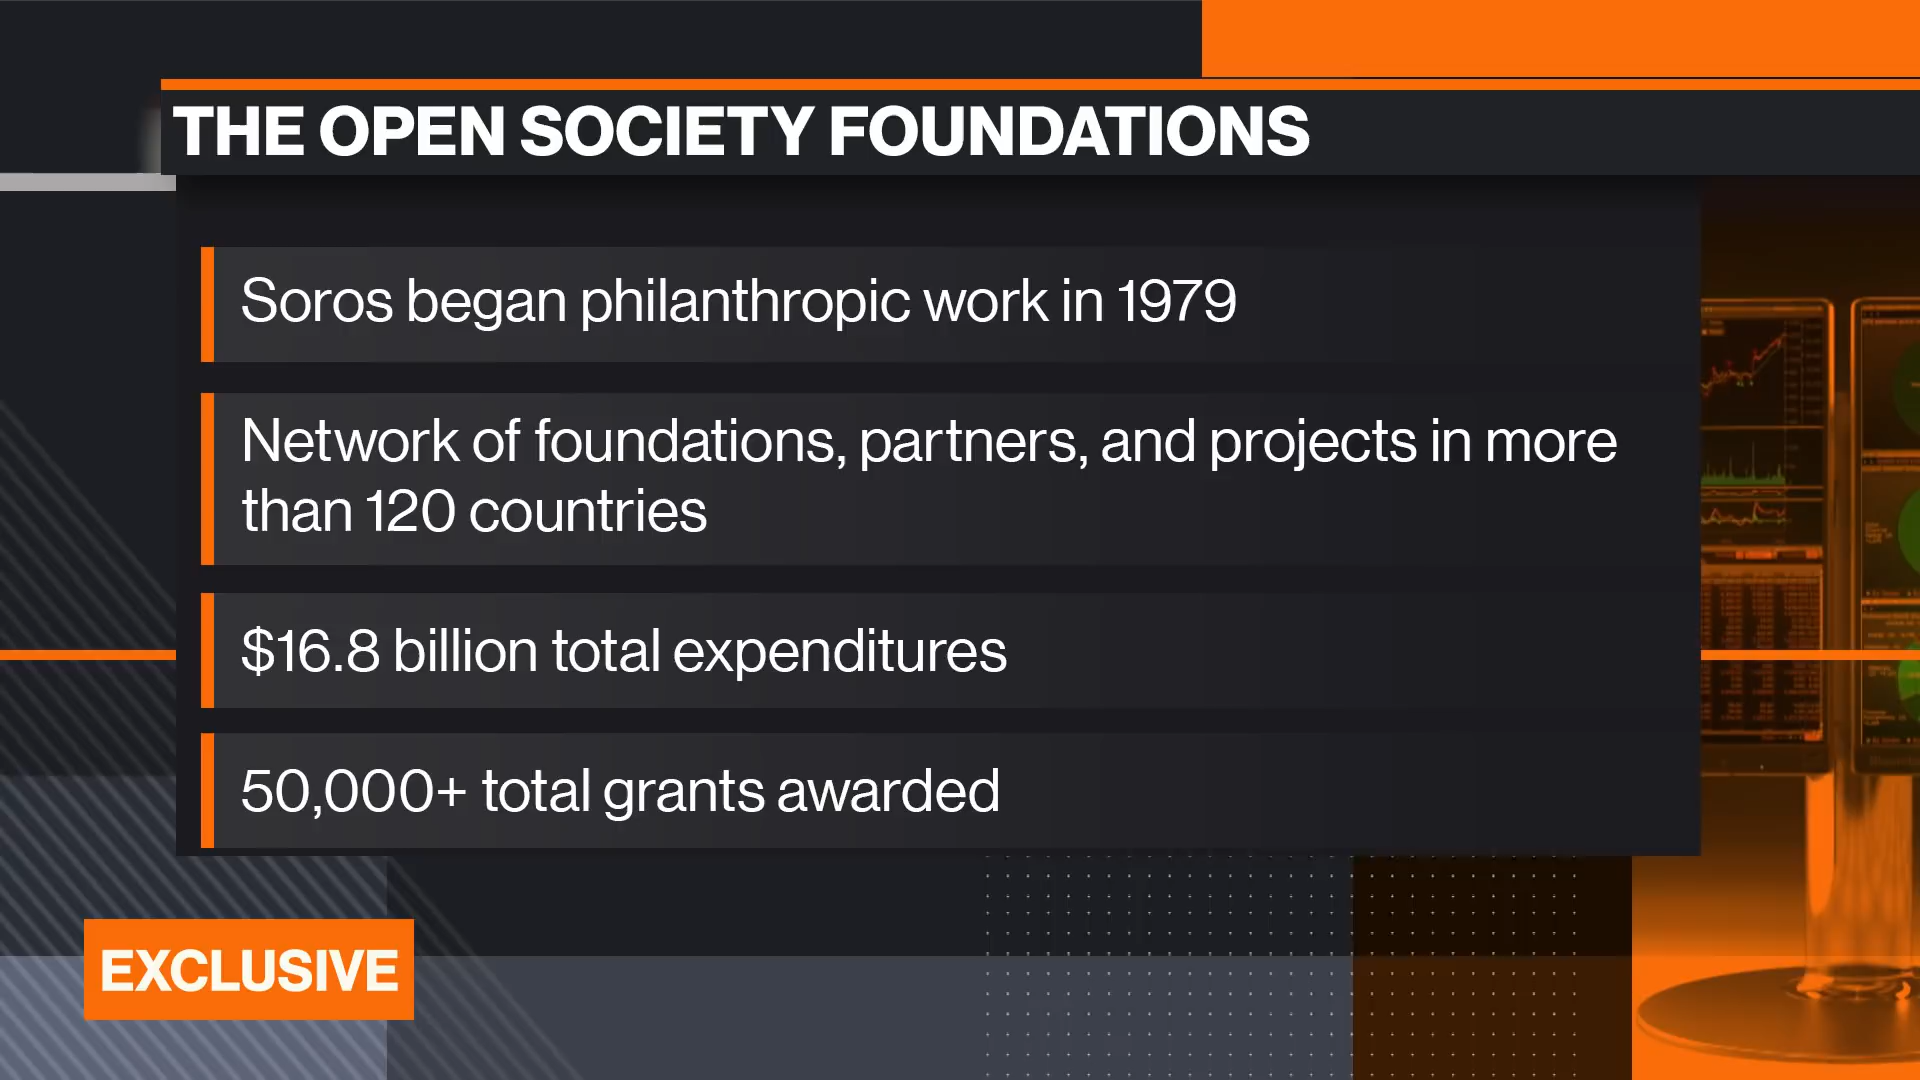 THE OPEN SOCIETY FOUNDATIONS
Soros began philanthropic work in 1979
Network of foundations, partners, and projects in more
than 120 countries
$16.8 billion total expenditures
50,000+ total grants awarded
EXCLUSIVE